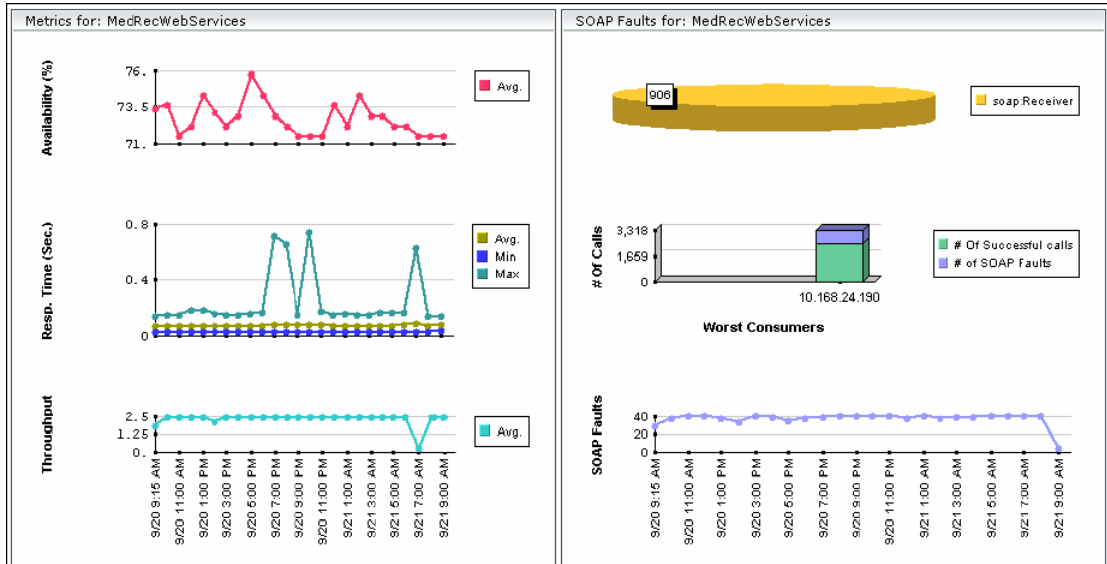 Metrics for: MedRecWebServices
Availability (%)
76.
73.5
71.
Avg.
Resp. Time (Sec.)
0.8
0.4
0
Avg.
Min
Max
Throughput
2.5
1.25
0.
Avg.
9/20 9:15 AM
9/20 11:00 AM
9/20 1:00 PM
9/20 3:00 PM
9/20 5:00 PM
9/20 7:00 PM
9/20 9:00 PM
9/20 11:00 PM
9/21 1:00 AM
9/21 3:00 AM
9/21 5:00 AM
9/21 7:00 AM
9/21 9:00 AM
SOAP Faults for: MedRecWebServices
906
soap:Receiver
# Of Calls
3,318
1,659
0
10.168.24.190
Worst Consumers
# Of Successful calls
# of SOAP Faults
SOAP Faults
40
20
0
9/20 9:15 AM
9/20 11:00 AM
9/20 1:00 PM
9/20 3:00 PM
9/20 5:00 PM
9/20 7:00 PM
9/20 9:00 PM
9/20 11:00 PM
9/21 1:00 AM
9/21 3:00 AM
9/21 5:00 AM
9/21 7:00 AM
9/21 9:00 AM